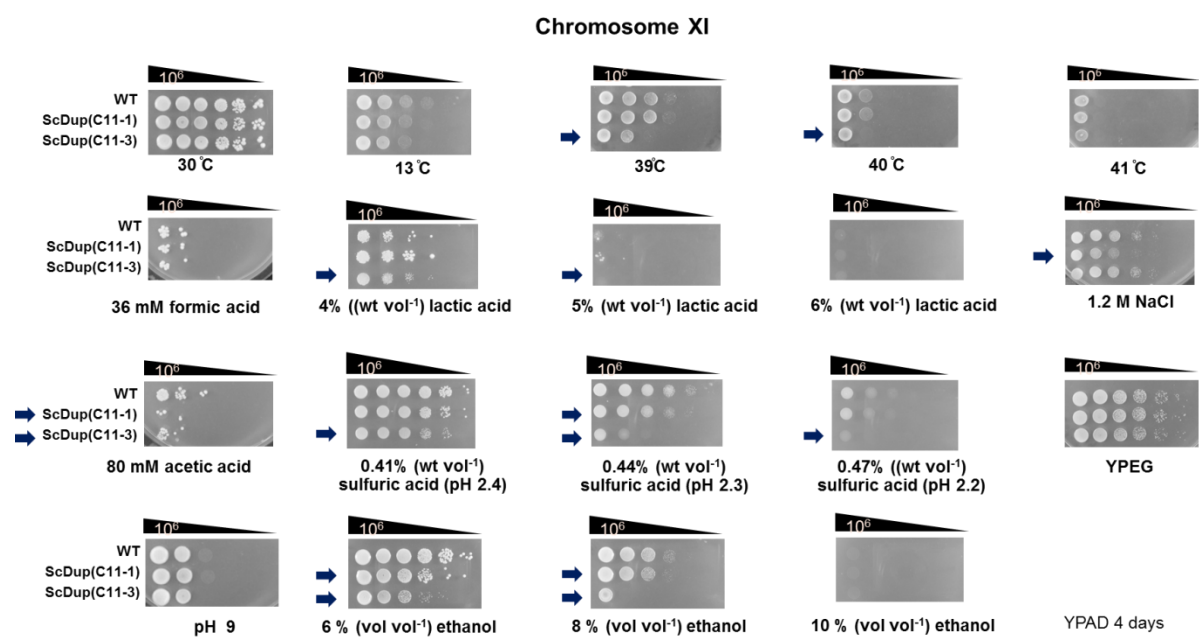 Chromosome XI
10⁶ 10⁶ 10⁶ 10⁶ 10⁶
WT
ScDup(C11-1)
ScDup(C11-3)
30°C 13°C 39°C 40°C 41°C
10⁶ 10⁶ 10⁶ 10⁶ 10⁶
WT
ScDup(C11-1)
ScDup(C11-3)
36 mM formic acid 4% ((wt vol⁻¹) lactic acid 5% (wt vol⁻¹) lactic acid 6% (wt vol⁻¹) lactic acid 1.2 M NaCl
10⁶ 10⁶ 10⁶ 10⁶ 10⁶
WT
ScDup(C11-1)
ScDup(C11-3)
80 mM acetic acid 0.41% (wt vol⁻¹) 0.44% (wt vol⁻¹) 0.47% ((wt vol⁻¹) YPEG
sulfuric acid (pH 2.4) sulfuric acid (pH 2.3) sulfuric acid (pH 2.2)
10⁶ 10⁶ 10⁶ 10⁶
WT
ScDup(C11-1)
ScDup(C11-3)
pH 9 6 % (vol vol⁻¹) ethanol 8 % (vol vol⁻¹) ethanol 10 % (vol vol⁻¹) ethanol YPAD 4 days